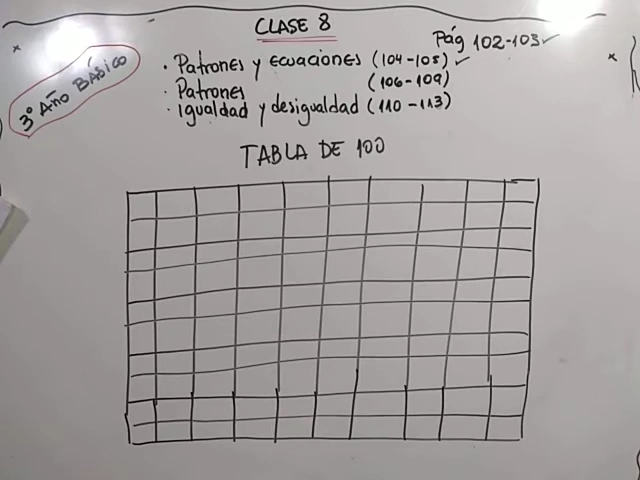 CLASE 8
Pág 102-103 ✓
3° Año BÁSICO
· Patrones y Ecuaciones (104-105) ✓
· Patrones (106-109)
· Igualdad y desigualdad (110-113)
TABLA DE 100